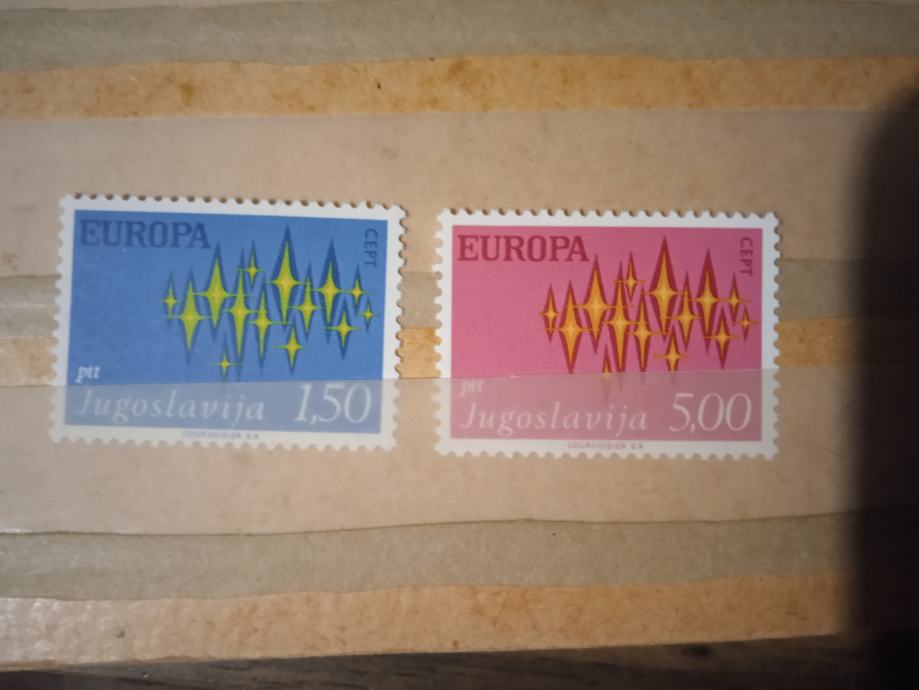 EUROPA
CEPT
ptt
Jugoslavija 1,50
COURVOISIER S.A.
EUROPA
CEPT
ptt
Jugoslavija 5,00
COURVOISIER S.A.